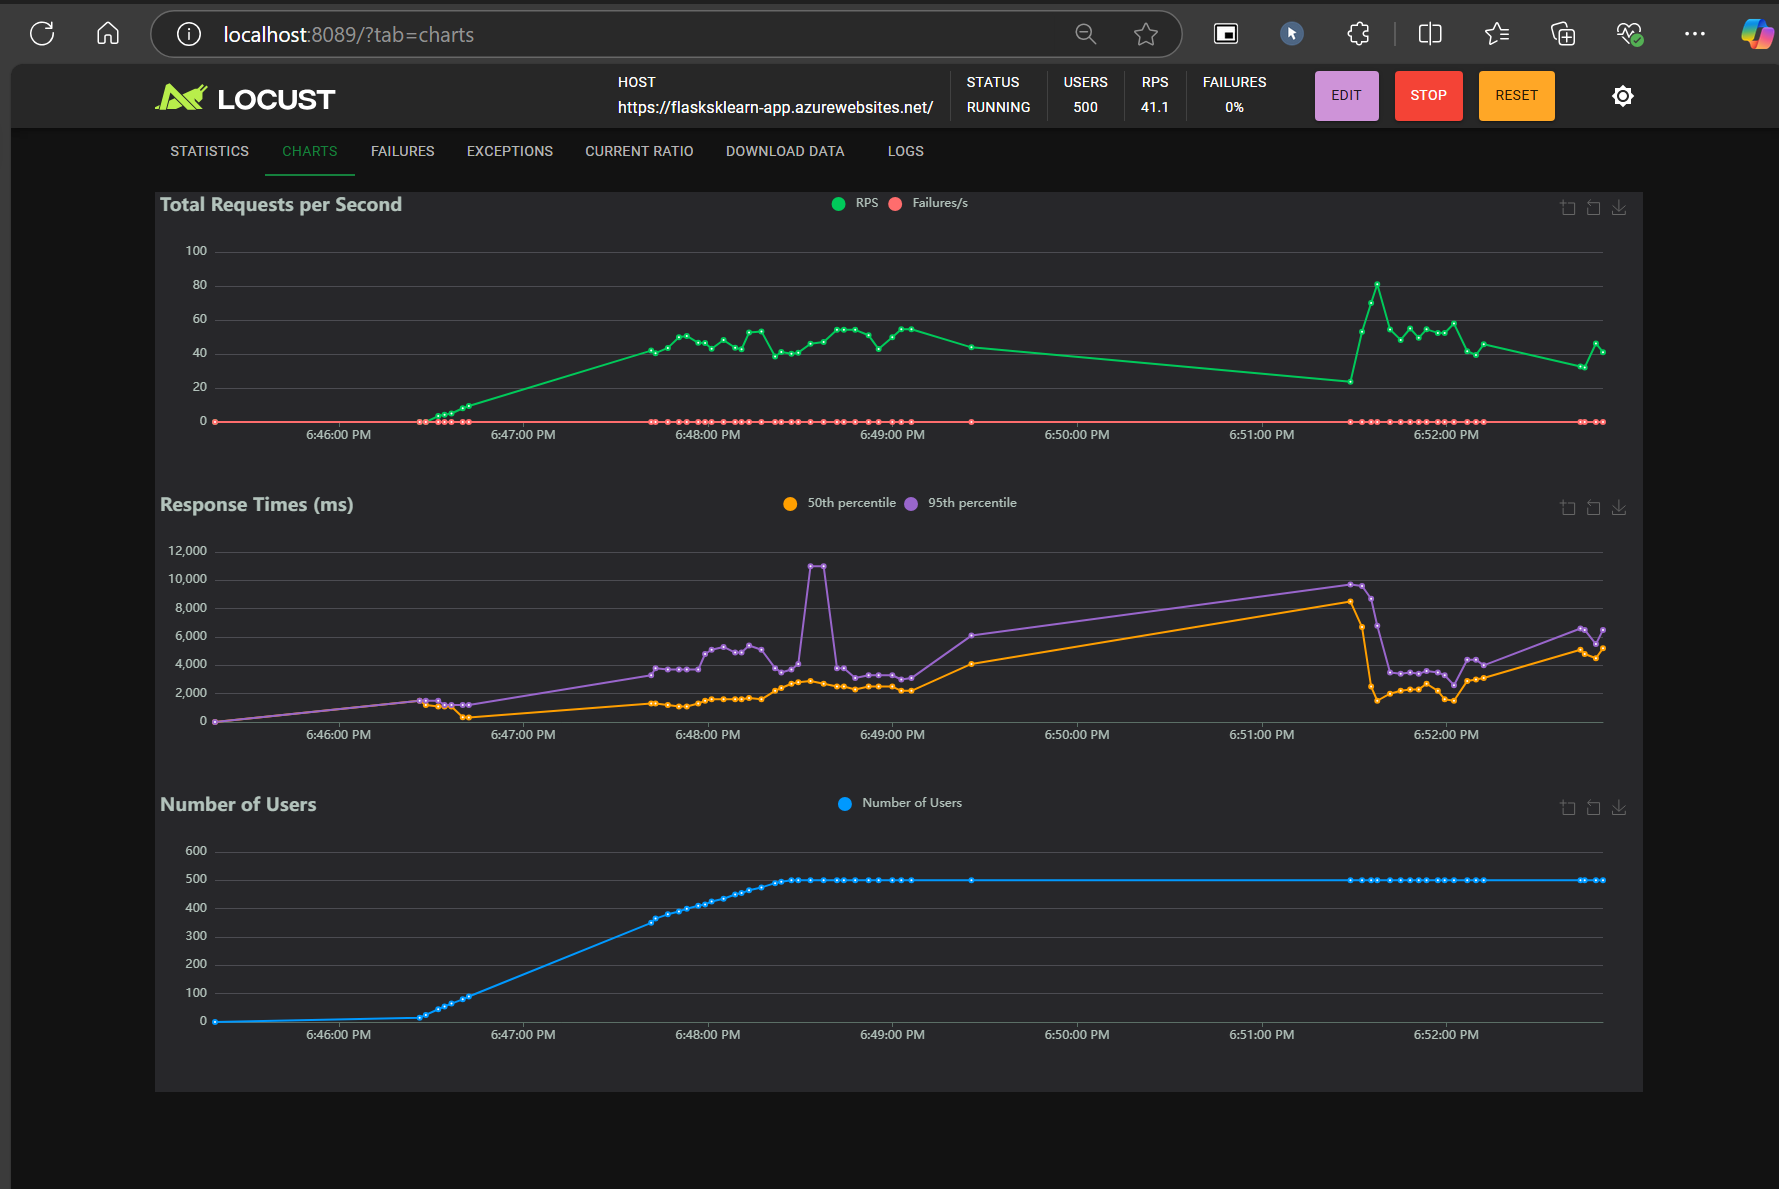 localhost:8089/?tab=charts
LOCUST
HOST
https://flasksklearn-app.azurewebsites.net/
STATUS
RUNNING
USERS
500
RPS
41.1
FAILURES
0%
EDIT
STOP
RESET
STATISTICS
CHARTS
FAILURES
EXCEPTIONS
CURRENT RATIO
DOWNLOAD DATA
LOGS
Total Requests per Second
RPS
Failures/s
100
80
60
40
20
0
6:46:00 PM
6:47:00 PM
6:48:00 PM
6:49:00 PM
6:50:00 PM
6:51:00 PM
6:52:00 PM
Response Times (ms)
50th percentile
95th percentile
12,000
10,000
8,000
6,000
4,000
2,000
0
6:46:00 PM
6:47:00 PM
6:48:00 PM
6:49:00 PM
6:50:00 PM
6:51:00 PM
6:52:00 PM
Number of Users
Number of Users
600
500
400
300
200
100
0
6:46:00 PM
6:47:00 PM
6:48:00 PM
6:49:00 PM
6:50:00 PM
6:51:00 PM
6:52:00 PM